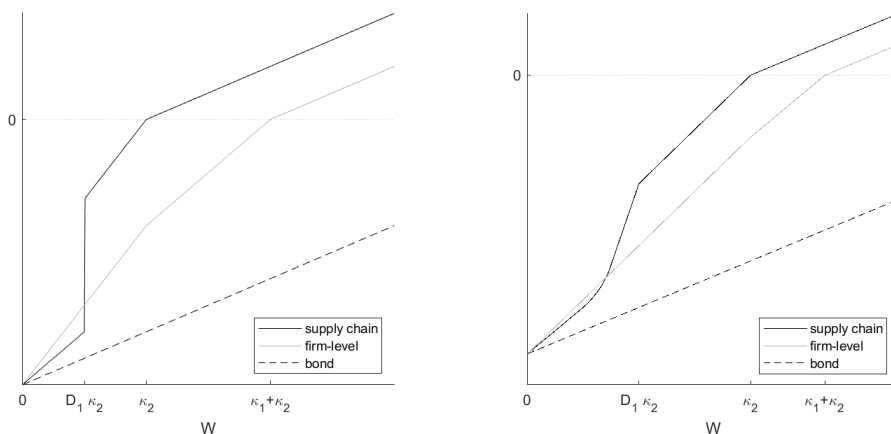 0
supply chain
firm-level
bond
0
D₁ κ₂
κ₂
κ₁+κ₂
W
0
supply chain
firm-level
bond
0
D₁ κ₂
κ₂
κ₁+κ₂
W